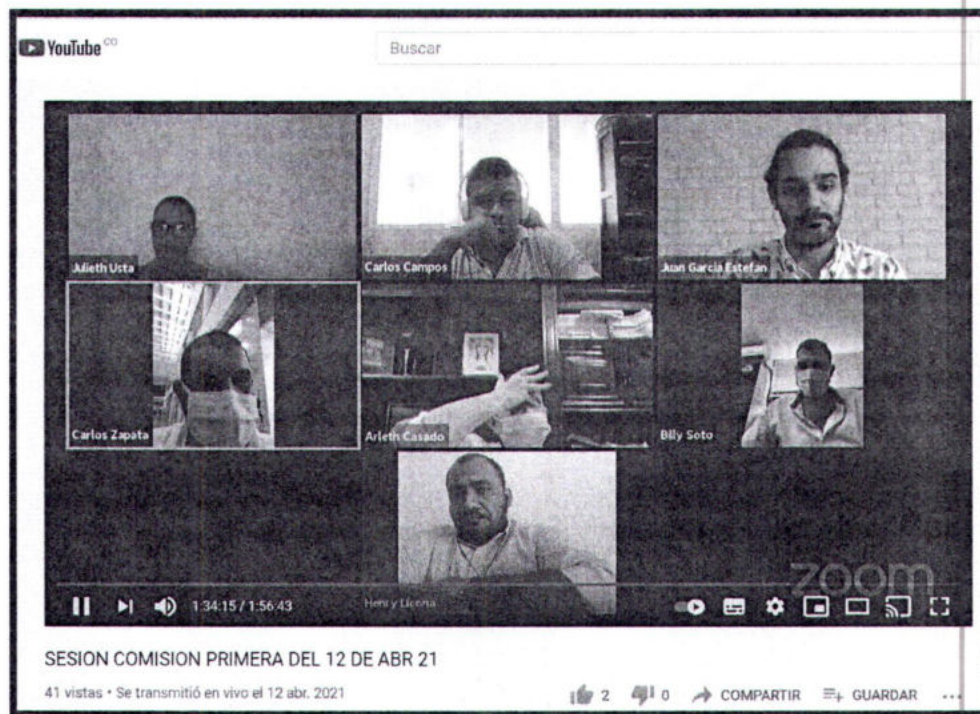 YouTube CO
Buscar
Julieth Usta
Carlos Campos
Juan Garcia Estefan
Carlos Zapata
Arleth Casado
Billy Soto
zoom
1:34:15 / 1:56:43
Henry Llorena
SESION COMISION PRIMERA DEL 12 DE ABR 21
41 vistas • Se transmitió en vivo el 12 abr. 2021
2
0
COMPARTIR
GUARDAR